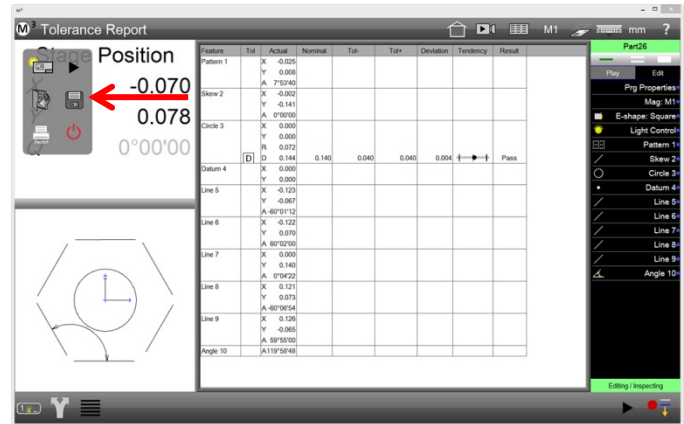 M³ Tolerance Report
M1
mm
?
Stage Position
X
-0.070
0.078
0°00'00
Feature Tol Actual Nominal Tol- Tol+ Deviation Tendency Result
Pattern 1 X -0.025
Y 0.008
A 7°53'40
Skew 2 X -0.002
Y -0.141
A 0°00'00
Circle 3 X 0.000
Y 0.000
R 0.072
D D 0.144 0.140 0.040 0.040 0.004 Pass
Datum 4 X 0.000
Y 0.000
Line 5 X -0.123
Y -0.067
A -60°01'12
Line 6 X -0.122
Y 0.070
A 60°02'00
Line 7 X 0.000
Y 0.140
A 0°04'22
Line 8 X 0.121
Y 0.073
A -60°06'54
Line 9 X 0.126
Y -0.065
A 59°55'00
Angle 10 A 119°58'48
Part26
Play Edit
Prg Properties
Mag: M1
E-shape: Square
Light Control
Pattern 1
Skew 2
Circle 3
Datum 4
Line 5
Line 6
Line 7
Line 8
Line 9
Angle 10
Editing / Inspecting